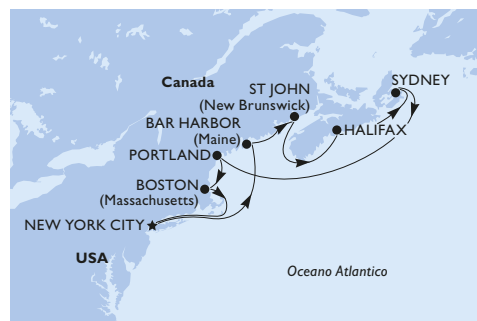 Canada
ST JOHN
(New Brunswick)
SYDNEY
BAR HARBOR
(Maine)
HALIFAX
PORTLAND
BOSTON
(Massachusetts)
NEW YORK CITY
USA
Oceano Atlantico